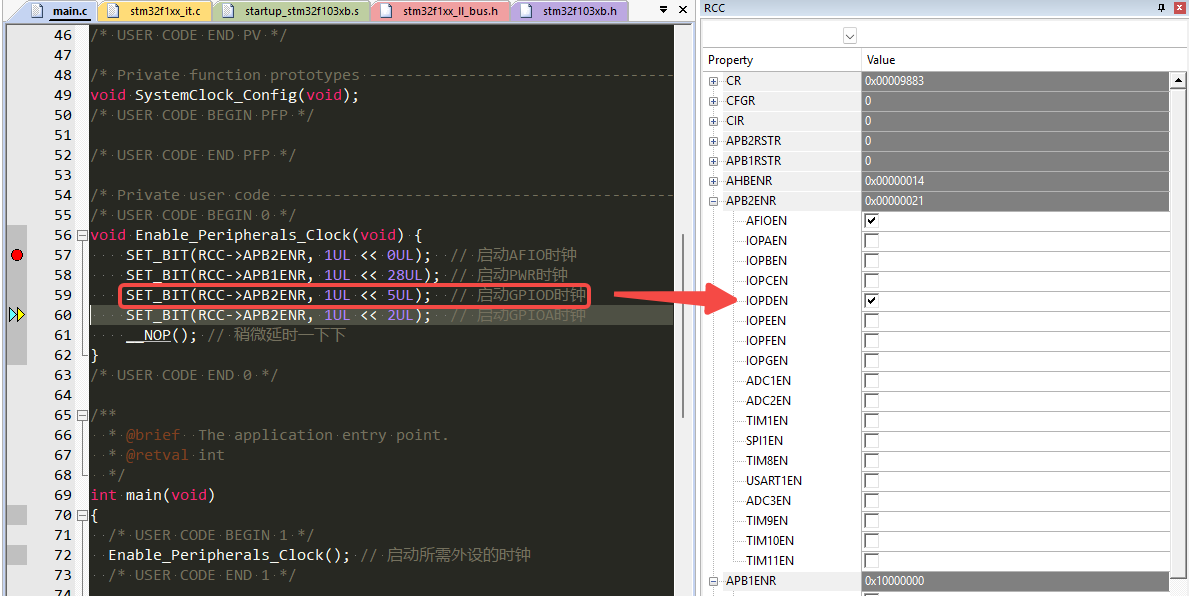 main.c stm32f1xx_it.c startup_stm32f103xb.s stm32f1xx_ll_bus.h stm32f103xb.h
46 /* USER CODE END PV */
47
48 /* Private function prototypes -----------------------------------
49 void SystemClock_Config(void);
50 /* USER CODE BEGIN PFP */
51
52 /* USER CODE END PFP */
53
54 /* Private user code ---------------------------------------------
55 /* USER CODE BEGIN 0 */
56 void Enable_Peripherals_Clock(void) {
57 SET_BIT(RCC->APB2ENR, 1UL << 0UL); // 启动AFIO时钟
58 SET_BIT(RCC->APB1ENR, 1UL << 28UL); // 启动PWR时钟
59 SET_BIT(RCC->APB2ENR, 1UL << 5UL); // 启动GPIOD时钟
60 SET_BIT(RCC->APB2ENR, 1UL << 2UL); // 启动GPIOA时钟
61 __NOP(); // 稍微延时一下下
62 }
63 /* USER CODE END 0 */
64
65 /**
66 * @brief The application entry point.
67 * @retval int
68 */
69 int main(void)
70 {
71 /* USER CODE BEGIN 1 */
72 Enable_Peripherals_Clock(); // 启动所需外设的时钟
73 /* USER CODE END 1 */
74
RCC
Property Value
CR 0x00009883
CFGR 0
CIR 0
APB2RSTR 0
APB1RSTR 0
AHBENR 0x00000014
APB2ENR 0x00000021
AFIOEN
IOPAEN
IOPBEN
IOPCEN
IOPDEN
IOPEEN
IOPFEN
IOPGEN
ADC1EN
ADC2EN
TIM1EN
SPI1EN
TIM8EN
USART1EN
ADC3EN
TIM9EN
TIM10EN
TIM11EN
APB1ENR 0x10000000